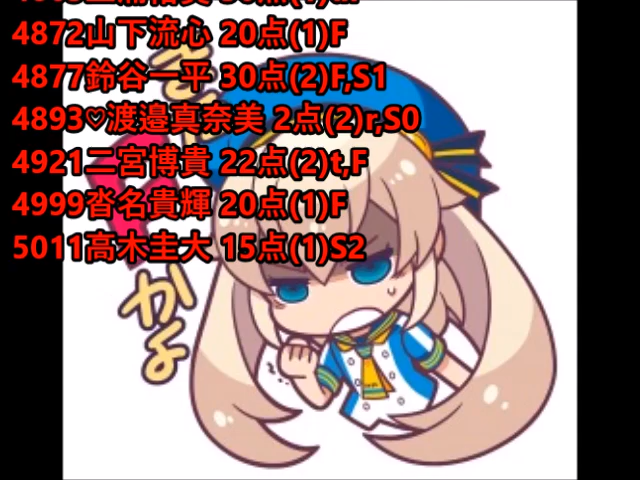 4872山下流心 20点(1)F
4877鈴谷一平 30点(2)F,S1
4893♡渡邉真奈美 2点(2)r,S0
4921二宮博貴 22点(2)t,F
4999沓名貴輝 20点(1)F
5011高木圭大 15点(1)S2
かよ